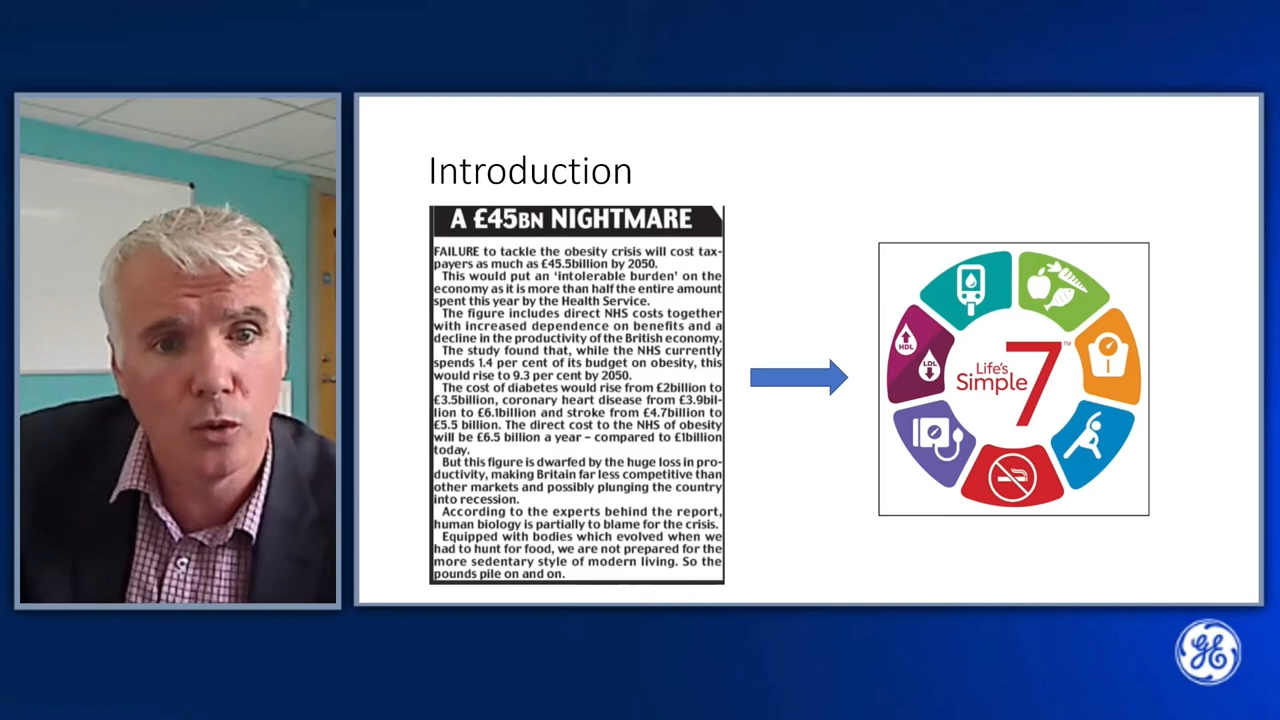 Introduction
A £45BN NIGHTMARE
FAILURE to tackle the obesity crisis will cost tax-
payers as much as £45.5billion by 2050.
This would put an ‘intolerable burden’ on the
economy as it is more than half the entire amount
spent this year by the Health Service.
The figure includes direct NHS costs together
with increased dependence on benefits and a
decline in the productivity of the British economy.
The study found that, while the NHS currently
spends 1.4 per cent of its budget on obesity, this
would rise to 9.3 per cent by 2050.
The cost of diabetes would rise from £2billion to
£3.5billion, coronary heart disease from £3.9bil-
lion to £6.1billion and stroke from £4.7billion to
£5.5 billion. The direct cost to the NHS of obesity
will be £6.5 billion a year – compared to £1billion
today.
But this figure is dwarfed by the huge loss in pro-
ductivity, making Britain far less competitive than
other markets and possibly plunging the country
into recession.
According to the experts behind the report,
human biology is partially to blame for the crisis.
Equipped with bodies which evolved when we
had to hunt for food, we are not prepared for the
more sedentary style of modern living. So the
pounds pile on and on.
HDL
LDL
Life's
Simple 7™
GE